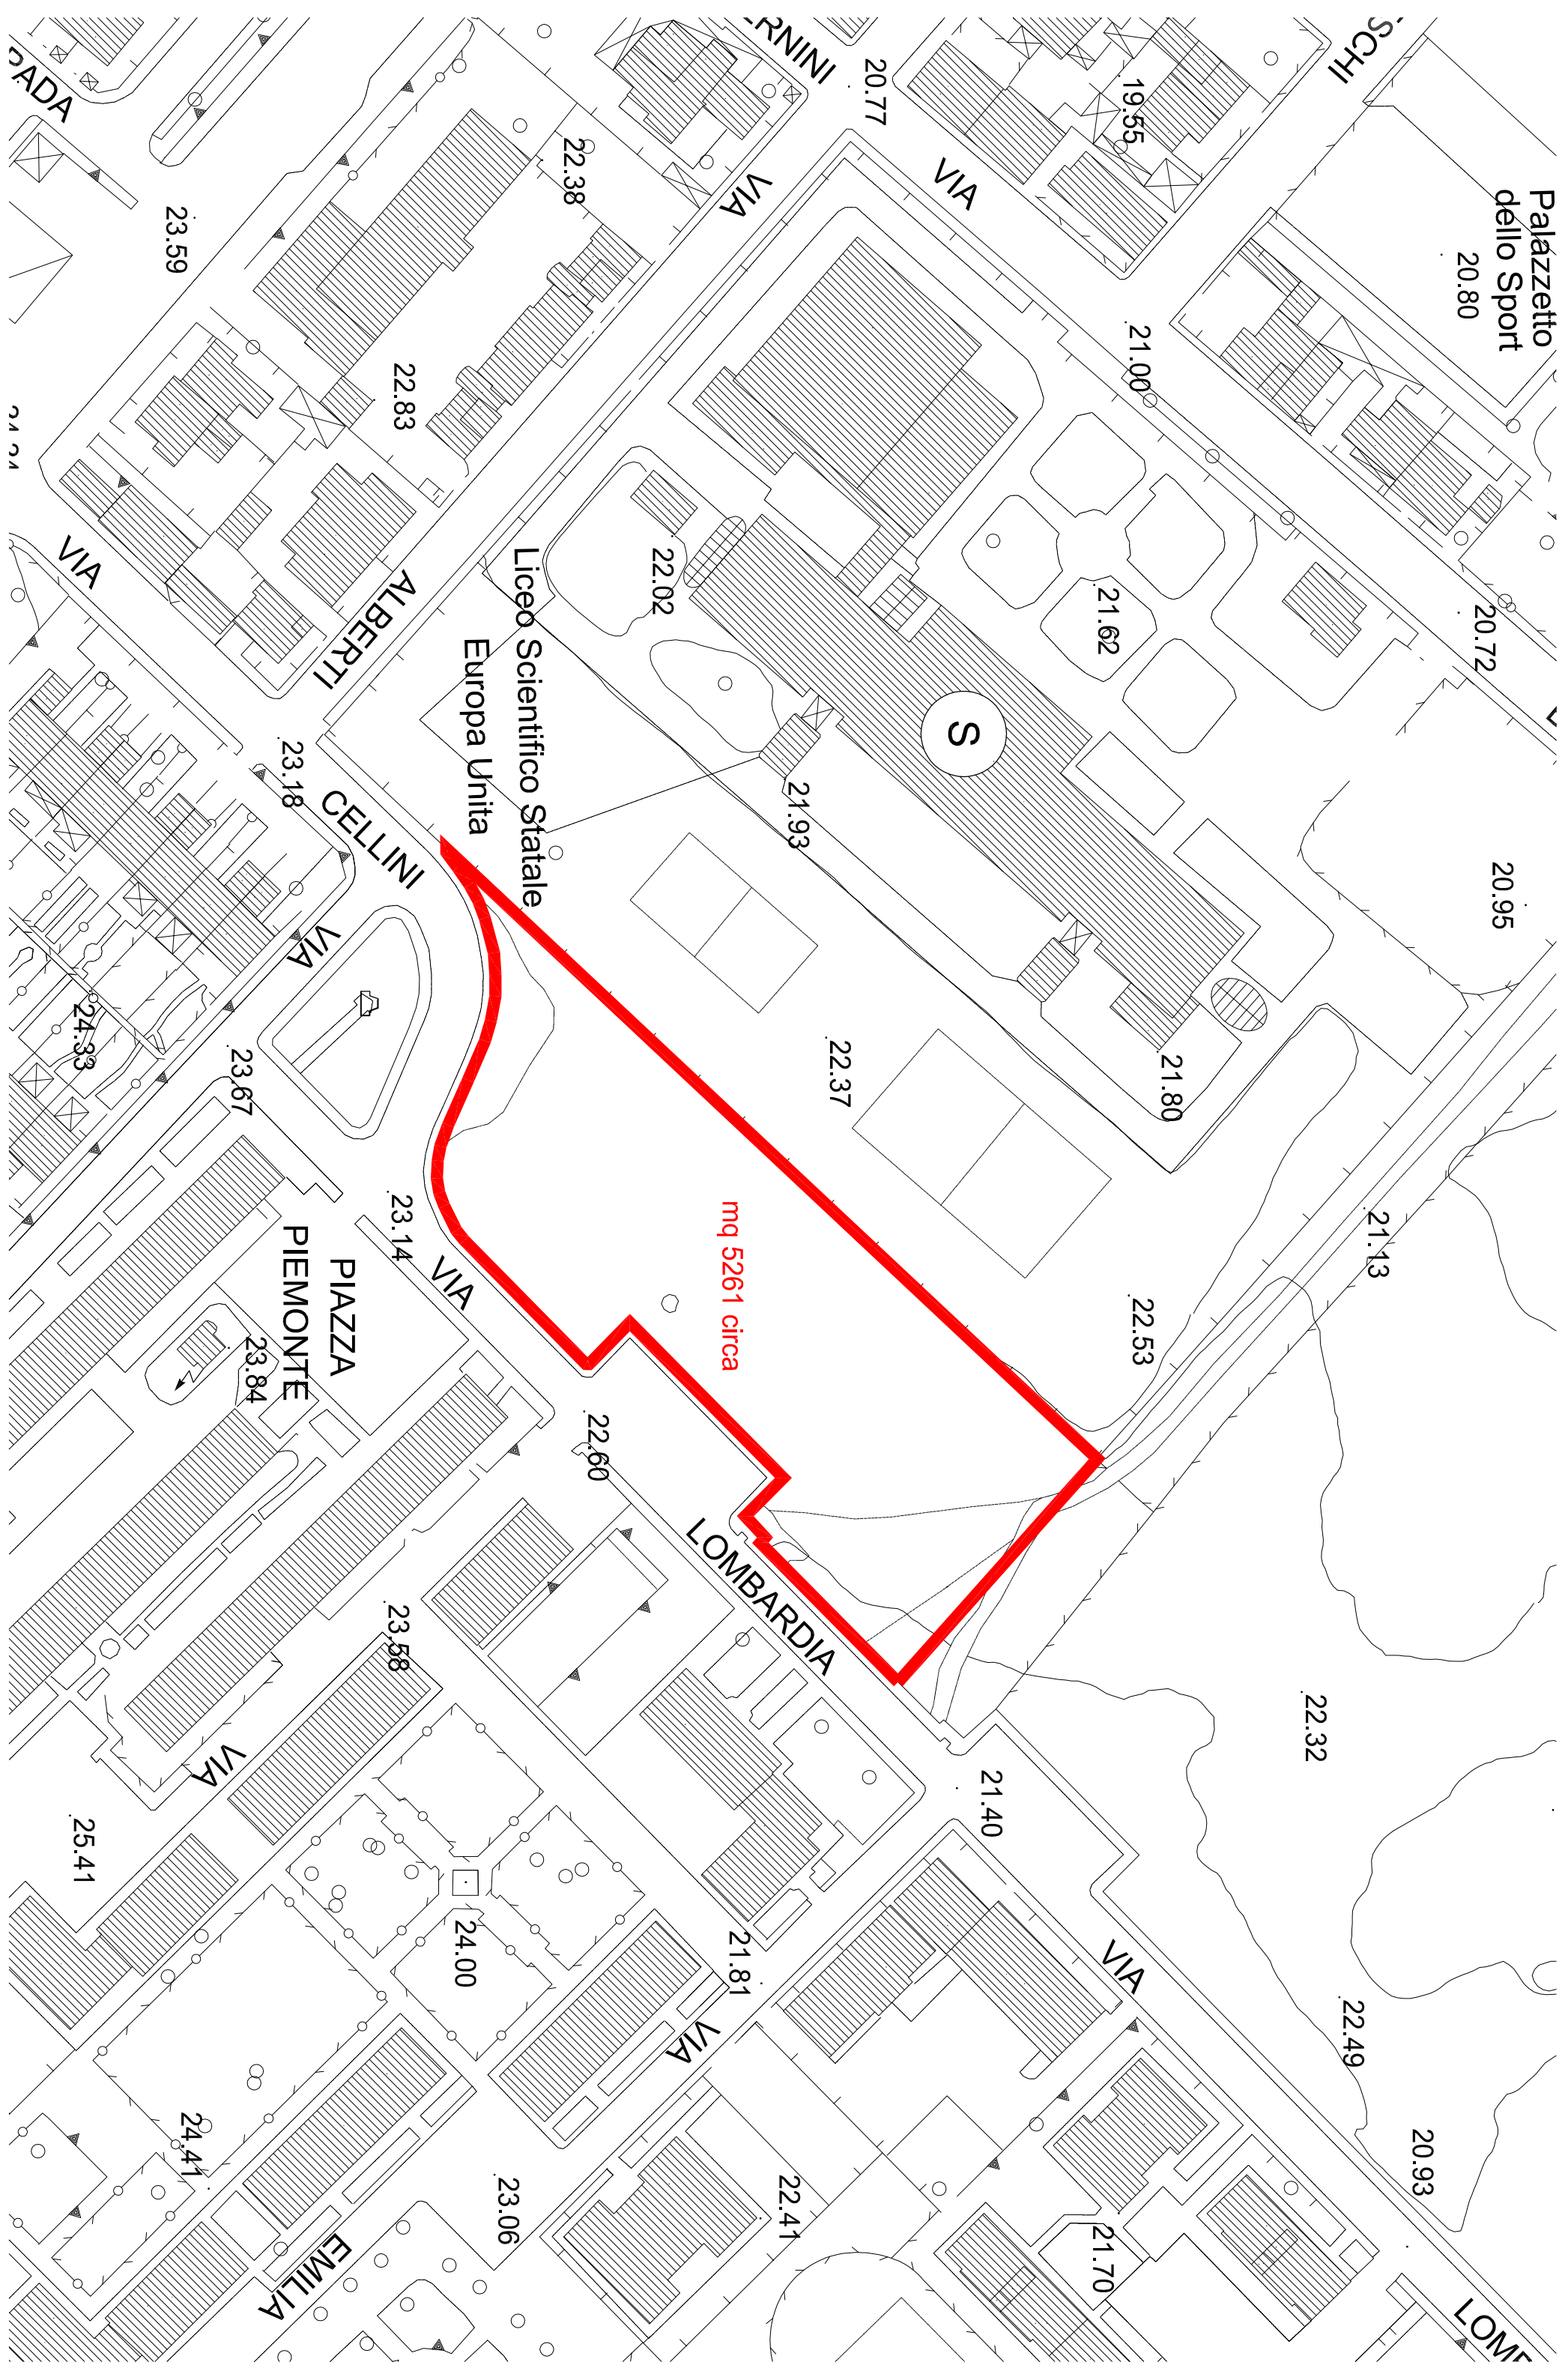 ERNINI
SCHI
PADA
20.77
19.55
22.38
VIA
VIA
Palazzetto
dello Sport
20.80
23.59
21.00
22.83
VIA
ALBERTI
22.02
21.62
20.72
Liceo Scientifico Statale
Europa Unita
S
23.18
CELLINI
21.93
20.95
VIA
24.33
23.67
22.37
21.80
23.14
VIA
mq 5261 circa
21.13
PIAZZA
PIEMONTE
22.53
23.84
22.60
LOMBARDIA
23.58
22.32
VIA
21.40
25.41
24.00
21.81
VIA
VIA
22.49
24.41
23.06
22.41
20.93
21.70
EMILIA
LOME